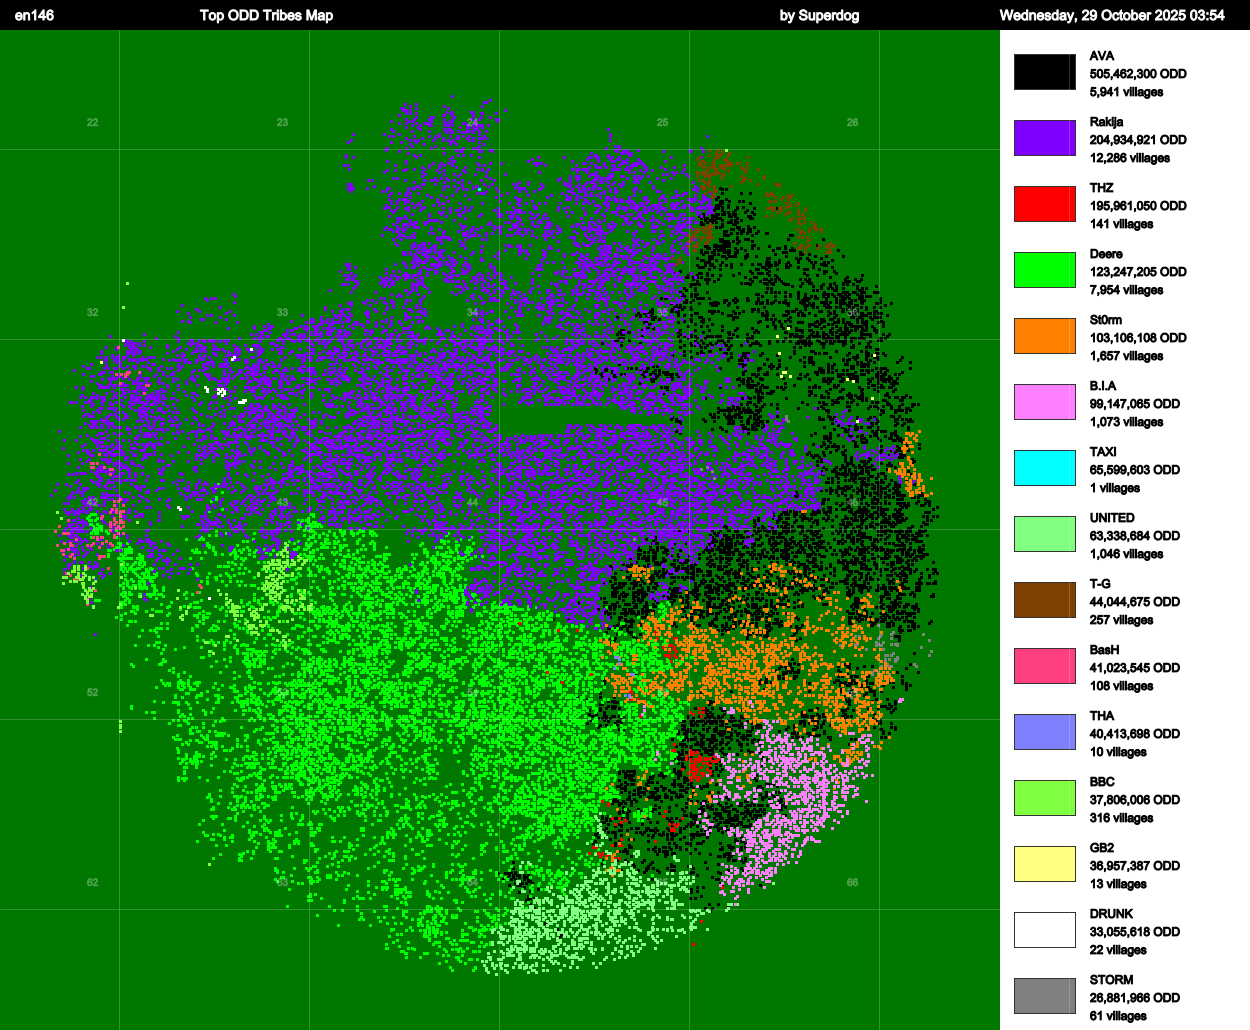 en146 Top ODD Tribes Map by Superdog Wednesday, 29 October 2025 03:54
AVA
505,462,300 ODD
5,941 villages
Rakija
204,934,921 ODD
12,286 villages
THZ
195,961,050 ODD
141 villages
Deere
123,247,205 ODD
7,954 villages
St0rm
103,106,108 ODD
1,657 villages
B.I.A
99,147,065 ODD
1,073 villages
TAXI
65,599,603 ODD
1 villages
UNITED
63,338,684 ODD
1,046 villages
T-G
44,044,675 ODD
257 villages
BasH
41,023,545 ODD
108 villages
THA
40,413,698 ODD
10 villages
BBC
37,806,006 ODD
316 villages
GB2
36,957,387 ODD
13 villages
DRUNK
33,055,618 ODD
22 villages
STORM
26,881,966 ODD
61 villages
22 23 24 25 26
32 33 34 35
42 43 44 45
52
62 66